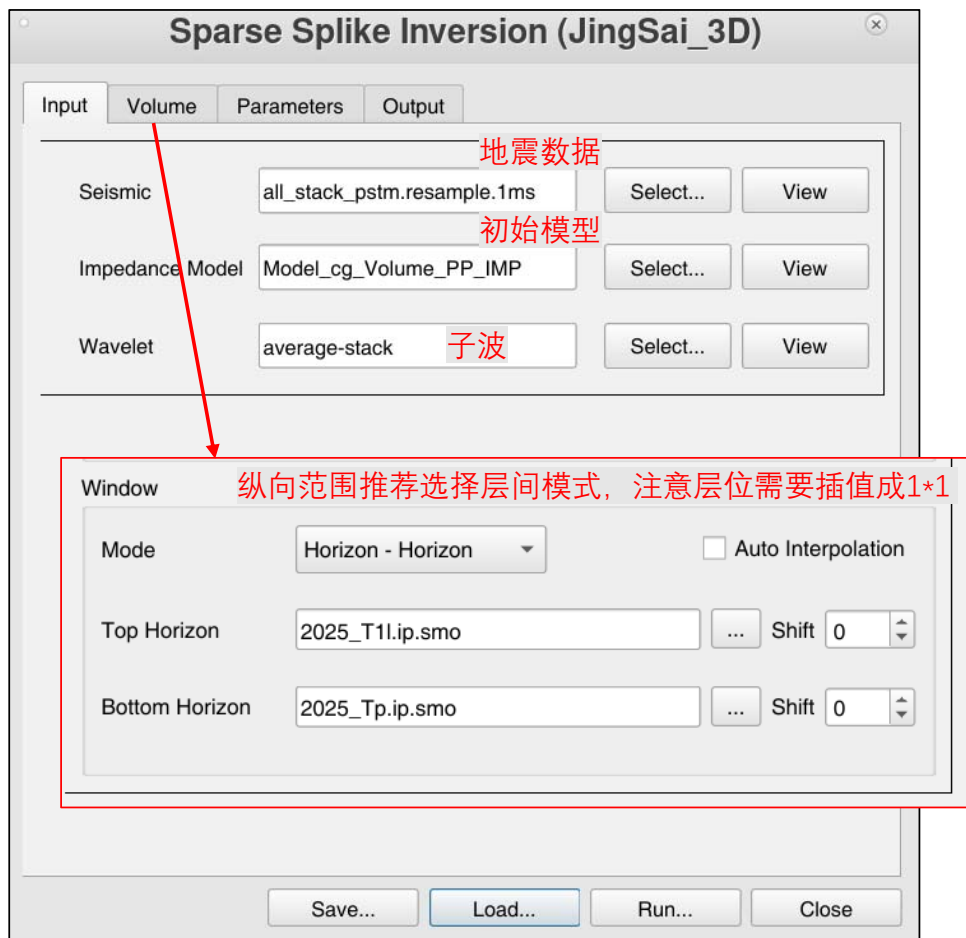 Sparse Splike Inversion (JingSai_3D)
Input Volume Parameters Output
地震数据
Seismic all_stack_pstm.resample.1ms Select... View
初始模型
Impedance Model Model_cg_Volume_PP_IMP Select... View
Wavelet average-stack 子波 Select... View
Window 纵向范围推荐选择层间模式，注意层位需要插值成1*1
Mode Horizon - Horizon Auto Interpolation
Top Horizon 2025_T1l.ip.smo ... Shift 0
Bottom Horizon 2025_Tp.ip.smo ... Shift 0
Save... Load... Run... Close